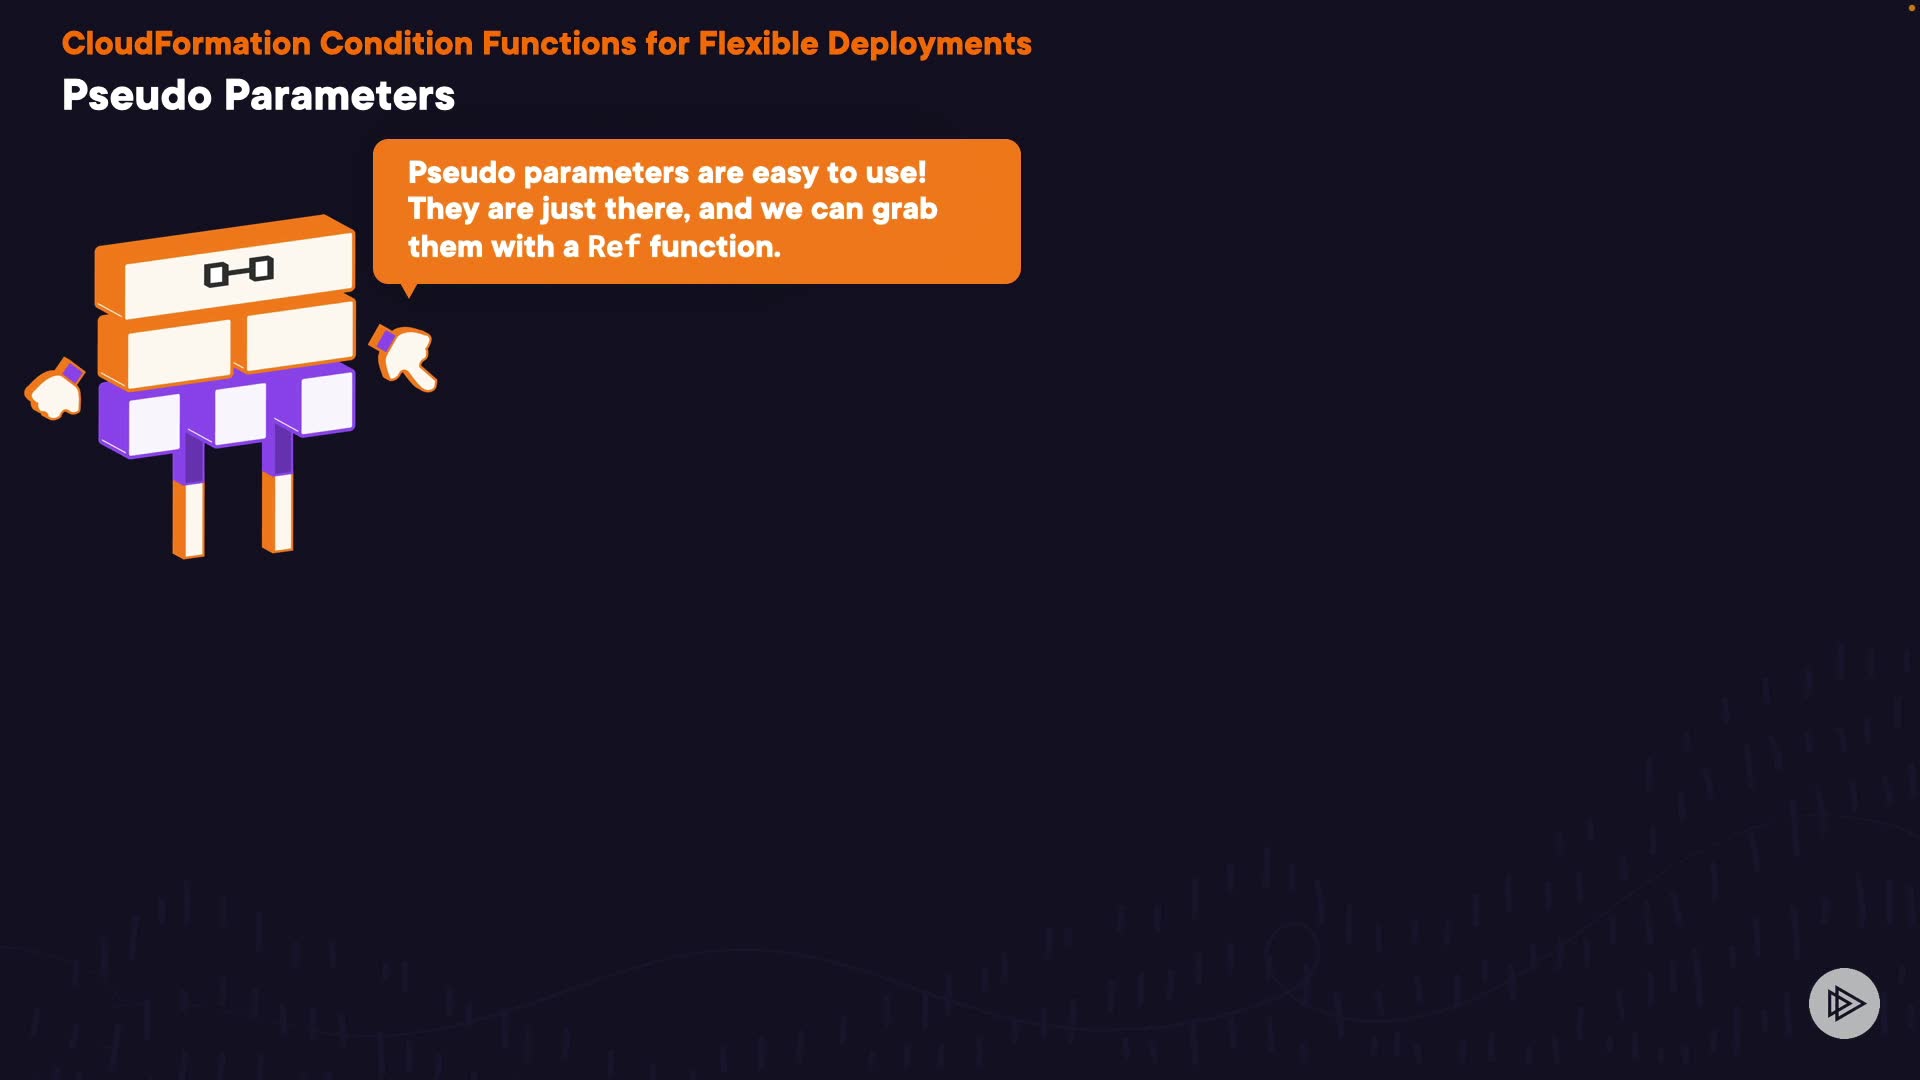 CloudFormation Condition Functions for Flexible Deployments
Pseudo Parameters
Pseudo parameters are easy to use!
They are just there, and we can grab
them with a Ref function.